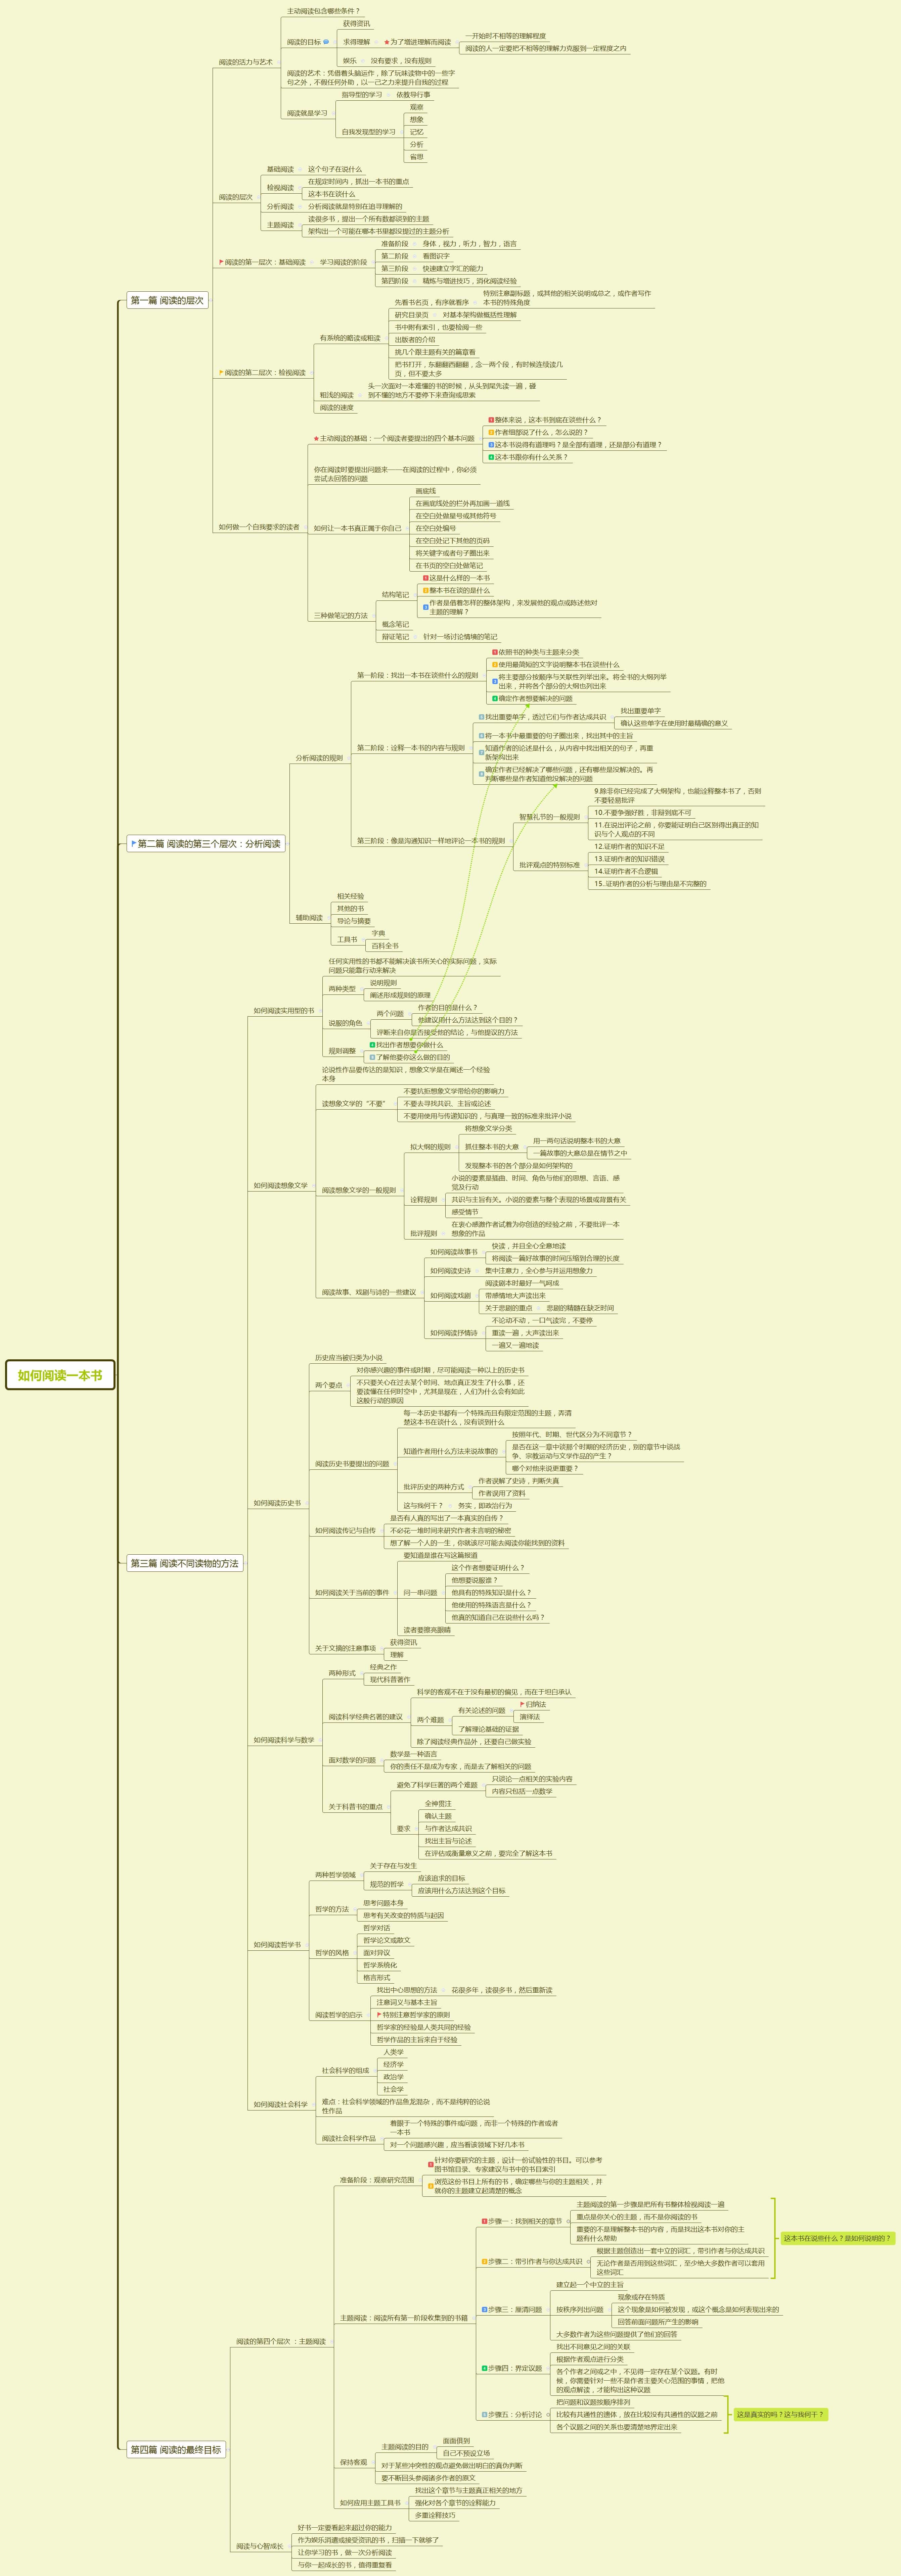 如何阅读一本书
第一篇 阅读的层次
阅读的活力与艺术
主动阅读包含哪些条件？
阅读的目标
获得资讯
求得理解
为了增进理解而阅读
一开始时不相等的理解程度
阅读的人一定要把不相等的理解力克服到一定程度之内
娱乐
没有要求，没有规则
阅读的艺术：凭借着头脑运作，除了玩味读物中的一些字
句之外，不假任何外助，以一己之力来提升自我的过程
阅读就是学习
指导型的学习
依教导行事
自我发现型的学习
观察
想象
记忆
分析
省思
阅读的层次
基础阅读
这个句子在说什么
检视阅读
在规定时间内，抓出一本书的重点
这本书在谈什么
分析阅读
分析阅读就是特别在追寻理解的
主题阅读
读很多书，提出一个所有数都谈到的主题
架构出一个可能在哪本书里都没提过的主题分析
阅读的第一层次：基础阅读
学习阅读的阶段
准备阶段
身体，视力，听力，智力，语言
第二阶段
看图识字
第三阶段
快速建立字汇的能力
第四阶段
精练与增进技巧，消化阅读经验
阅读的第二层次：检视阅读
有系统的略读或粗读
先看书名页，有序就看序
特别注意副标题，或其他的相关说明或总之，或作者写作
本书的特殊角度
研究目录页
对基本架构做概括性理解
书中附有索引，也要检阅一些
出版者的介绍
挑几个跟主题有关的篇章看
把书打开，东翻翻西翻翻，念一两个段，有时候连续读几
页，但不要太多
粗浅的阅读
头一次面对一本难懂的书的时候，从头到尾先读一遍，碰
到不懂的地方不要停下来查询或思索
阅读的速度
如何做一个自我要求的读者
主动阅读的基础：一个阅读者要提出的四个基本问题
1 整体来说，这本书到底在谈些什么？
2 作者细部说了什么，怎么说的？
3 这本书说得有道理吗？是全部有道理，还是部分有道理？
4 这本书跟你有什么关系？
你在阅读时要提出问题来——在阅读的过程中，你必须
尝试去回答的问题
如何让一本书真正属于你自己
画底线
在画底线处的栏外再加画一道线
在空白处做星号或其他符号
在空白处编号
在空白处记下其他的页码
将关键字或者句子圈出来
在书页的空白处做笔记
三种做笔记的方法
结构笔记
1 这是什么样的一本书
2 整本书在谈的是什么
3 作者是借着怎样的整体架构，来发展他的观点或陈述他对
主题的理解？
概念笔记
辩证笔记
针对一场讨论情境的笔记
第二篇 阅读的第三个层次：分析阅读
分析阅读的规则
第一阶段：找出一本书在谈些什么的规则
1 依照书的种类与主题来分类
2 使用最简短的文字说明整本书在谈些什么
3 将主要部分按顺序与关联性列举出来。将全书的大纲列举
出来，并将各个部分的大纲也列出来
4 确定作者想要解决的问题
第二阶段：诠释一本书的内容与规则
5 找出重要单字，透过它们与作者达成共识
找出重要单字
确认这些单字在使用时最精确的意义
6 将一本书中最重要的句子圈出来，找出其中的主旨
7 知道作者的论述是什么，从内容中找出相关的句子，再重
新架构出来
8 确定作者已经解决了哪些问题，还有哪些是没解决的。再
判断哪些是作者知道他没解决的问题
第三阶段：像是沟通知识一样地评论一本书的规则
智慧礼节的一般规则
9.除非你已经完成了大纲架构，也能诠释整本书了，否则
不要轻易批评
10.不要争强好胜，非辩到底不可
11.在说出评论之前，你要能证明自己区别得出真正的知
识与个人观点的不同
批评观点的特别标准
12.证明作者的知识不足
13.证明作者的知识错误
14.证明作者不合逻辑
15 .证明作者的分析与理由是不完整的
辅助阅读
相关经验
其他的书
导论与摘要
工具书
字典
百科全书
第三篇 阅读不同读物的方法
如何阅读实用型的书
任何实用性的书都不能解决该书所关心的实际问题，实际
问题只能靠行动来解决
两种类型
说明规则
阐述形成规则的原理
说服的角色
两个问题
作者的目的是什么？
他建议用什么方法达到这个目的？
评断来自你是否接受他的结论，与他提议的方法
规则调整
4 找出作者想要你做什么
8 了解他要你这么做的目的
如何阅读想象文学
论说性作品要传达的是知识，想象文学是在阐述一个经验
本身
读想象文学的“不要”
不要抗拒想象文学带给你的影响力
不要去寻找共识、主旨或论述
不要用使用与传递知识的，与真理一致的标准来批评小说
阅读想象文学的一般规则
拟大纲的规则
将想象文学分类
抓住整本书的大意
用一两句话说明整本书的大意
一篇故事的大意总是在情节之中
发现整本书的各个部分是如何架构的
诠释规则
小说的要素是插曲、时间、角色与他们的思想、言语、感
觉及行动
共识与主旨有关。小说的要素与整个表现的场景或背景有关
感受情节
批评规则
在衷心感激作者试着为你创造的经验之前，不要批评一本
想象的作品
阅读故事、戏剧与诗的一些建议
如何阅读故事书
快读，并且全心全意地读
将阅读一篇好故事的时间压缩到合理的长度
如何阅读史诗
集中注意力，全心参与并运用想象力
如何阅读戏剧
阅读剧本时最好一气呵成
带感情地大声读出来
关于悲剧的重点
悲剧的精髓在缺乏时间
如何阅读抒情诗
不论动不动，一口气读完，不要停
重读一遍，大声读出来
一遍又一遍地读
如何阅读历史书
历史应当被归类为小说
两个要点
对你感兴趣的事件或时期，尽可能阅读一种以上的历史书
不只要关心在过去某个时间、地点真正发生了什么事，还
要读懂在任何时空中，尤其是现在，人们为什么会有如此
这般行动的原因
阅读历史书要提出的问题
每一本历史书都有一个特殊而且有限定范围的主题，弄清
楚这本书在谈什么，没有谈到什么
知道作者用什么方法来说故事的
按照年代、时期、世代区分为不同章节？
是否在这一章中谈那个时期的经济历史，别的章节中谈战
争、宗教运动与文学作品的产生？
哪个对他来说更重要？
批评历史的两种方式
作者误解了史诗，判断失真
作者误用了资料
这与我何干？
务实，即政治行为
如何阅读传记与自传
是否有人真的写出了一本真实的自传？
不必花一堆时间来研究作者未言明的秘密
想了解一个人的一生，你就该尽可能去阅读你能找到的资料
如何阅读关于当前的事件
要知道是谁在写这篇报道
问一串问题
这个作者想要证明什么？
他想要说服谁？
他具有的特殊知识是什么？
他使用的特殊语言是什么？
他真的知道自己在说些什么吗？
读者要擦亮眼睛
关于文摘的注意事项
获得资讯
理解
如何阅读科学与数学
两种形式
经典之作
现代科普著作
阅读科学经典名著的建议
科学的客观不在于没有最初的偏见，而在于坦白承认
两个难题
有关论述的问题
归纳法
演绎法
了解理论基础的证据
除了阅读经典作品外，还要自己做实验
面对数学的问题
数学是一种语言
你的责任不是成为专家，而是去了解相关的问题
关于科普书的重点
避免了科学巨著的两个难题
只谈论一点相关的实验内容
内容只包括一点数学
要求
全神贯注
确认主题
与作者达成共识
找出主旨与论述
在评估或衡量意义之前，要完全了解这本书
如何阅读哲学书
两种哲学领域
关于存在与发生
规范的哲学
应该追求的目标
应该用什么方法达到这个目标
哲学的方法
思考问题本身
思考有关改变的特质与起因
哲学的风格
哲学对话
哲学论文或散文
面对异议
哲学系统化
格言形式
阅读哲学的启示
找出中心思想的方法
花很多年，读很多书，然后重新读
注意词义与基本主旨
特别注意哲学家的原则
哲学家的经验是人类共同的经验
哲学作品的主旨来自于经验
如何阅读社会科学
社会科学的组成
人类学
经济学
政治学
社会学
难点：社会科学领域的作品鱼龙混杂，而不是纯粹的论说
性作品
阅读社会科学作品
着眼于一个特殊的事件或问题，而非一个特殊的作者或者
一本书
对一个问题感兴趣，应当看该领域下好几本书
第四篇 阅读的最终目标
阅读的第四个层次 ：主题阅读
准备阶段：观察研究范围
1 针对你要研究的主题，设计一份试验性的书目。可以参考
图书馆目录、专家建议与书中的书目索引
2 浏览这份书目上所有的书，确定哪些与你的主题相关，并
就你的主题建立起清楚的概念
主题阅读：阅读所有第一阶段收集到的书籍
1 步骤一：找到相关的章节
主题阅读的第一步骤是把所有书整体检视阅读一遍
重点是你关心的主题，而不是你阅读的书
重要的不是理解整本书的内容，而是找出这本书对你的主
题有什么帮助
2 步骤二：带引作者与你达成共识
根据主题创造出一套中立的词汇，带引作者与你达成共识
无论作者是否用到这些词汇，至少绝大多数作者可以套用
这些词汇
这本书在说些什么？是如何说明的？
3 步骤三：厘清问题
建立起一个中立的主旨
按秩序列出问题
现象或存在特质
这个现象是如何被发现，或这个概念是如何表现出来的
回答前面问题所产生的影响
大多数作者为这些问题提供了他们的回答
4 步骤四：界定议题
找出不同意见之间的关联
根据作者观点进行分类
各个作者之间或之中，不见得一定存在某个议题。有时
候，你需要针对一些不是作者主要关心范围的事情，把他
的观点解读，才能构出这种议题
5 步骤五：分析讨论
把问题和议题按顺序排列
比较有共通性的遗体，放在比较没有共通性的议题之前
各个议题之间的关系也要清楚地界定出来
这是真实的吗？这与我何干？
保持客观
主题阅读的目的
面面俱到
自己不预设立场
对于某些冲突性的观点避免做出明白的真伪判断
要不断回头参阅诸多作者的原文
如何应用主题工具书
找出这个章节与主题真正相关的地方
强化对各个章节的诠释能力
多重诠释技巧
阅读与心智成长
好书一定要看起来超过你的能力
作为娱乐消遣或接受资讯的书，扫描一下就够了
让你学习的书，做一次分析阅读
与你一起成长的书，值得重复看